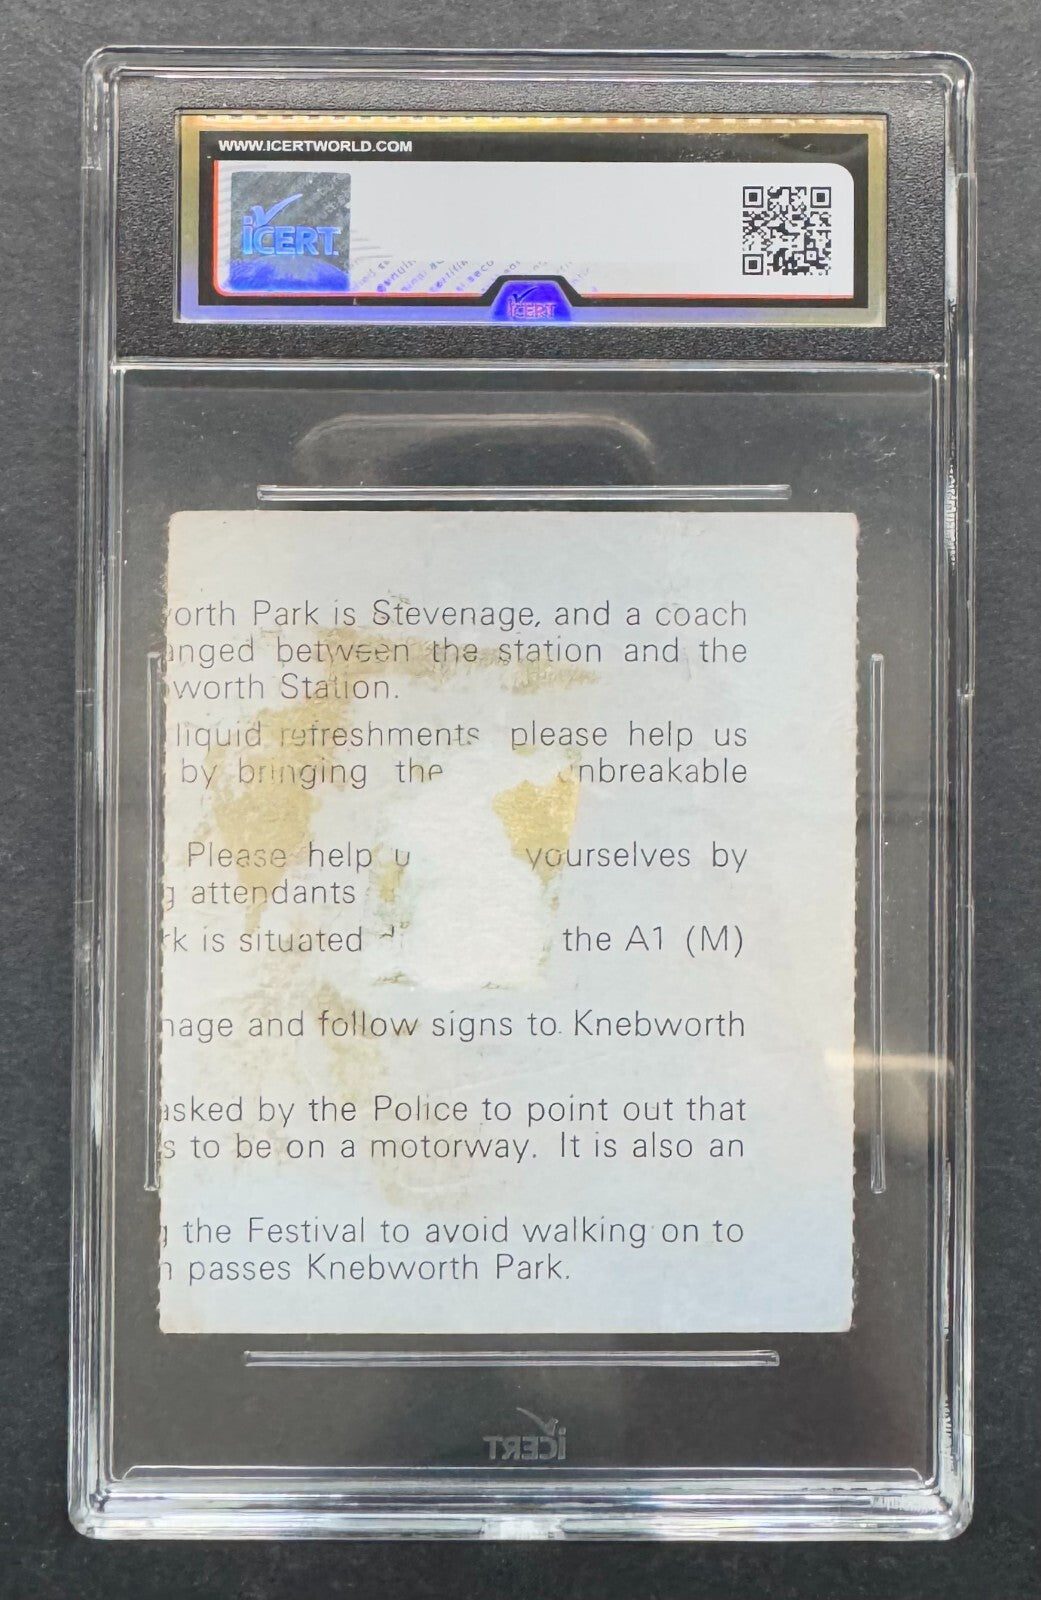 WWW.ICERTWORLD.COM
iCERT
iCERT
orth Park is Stevenage, and a coach
anged between the station and the
worth Station.
liquid refreshments please help us
by bringing the nbreakable
Please help u yourselves by
g attendants
rk is situated di the A1 (M)
nage and follow signs to Knebworth
asked by the Police to point out that
s to be on a motorway. It is also an
g the Festival to avoid walking on to
n passes Knebworth Park.
iCERT